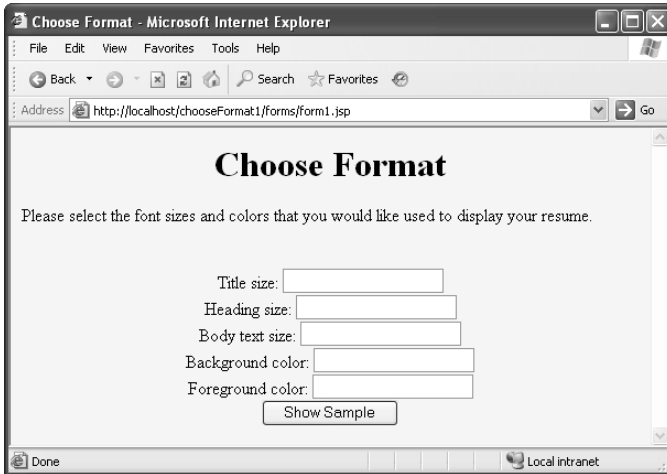 Choose Format - Microsoft Internet Explorer
File Edit View Favorites Tools Help
Back Search Favorites
Address http://localhost/chooseFormat1/forms/form1.jsp Go
Choose Format
Please select the font sizes and colors that you would like used to display your resume.
Title size:
Heading size:
Body text size:
Background color:
Foreground color:
Show Sample
Done Local intranet